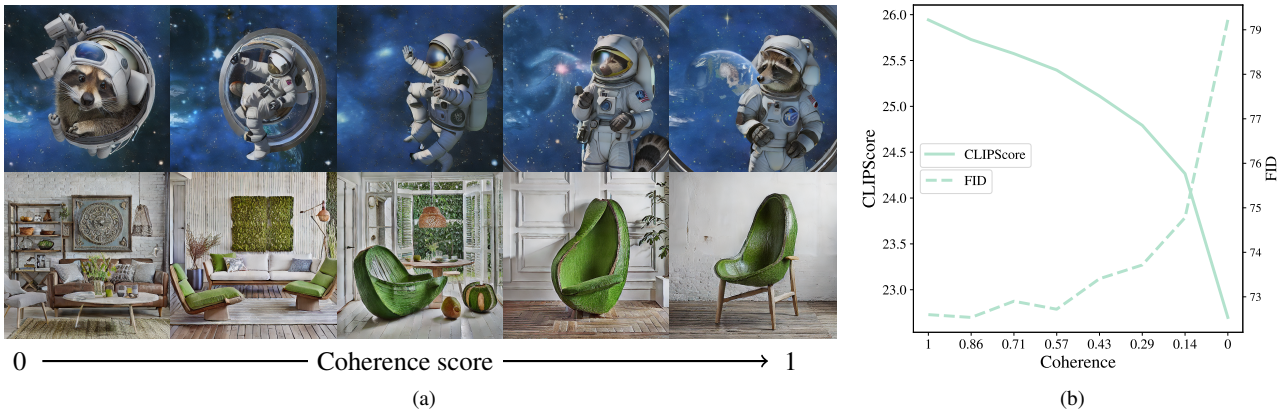 0 Coherence score 1
(a)
26.0
25.5
25.0
24.5
24.0
23.5
23.0
CLIPScore
CLIPScore
FID
79
78
77
76
75
74
73
FID
1 0.86 0.71 0.57 0.43 0.29 0.14 0
Coherence
(b)